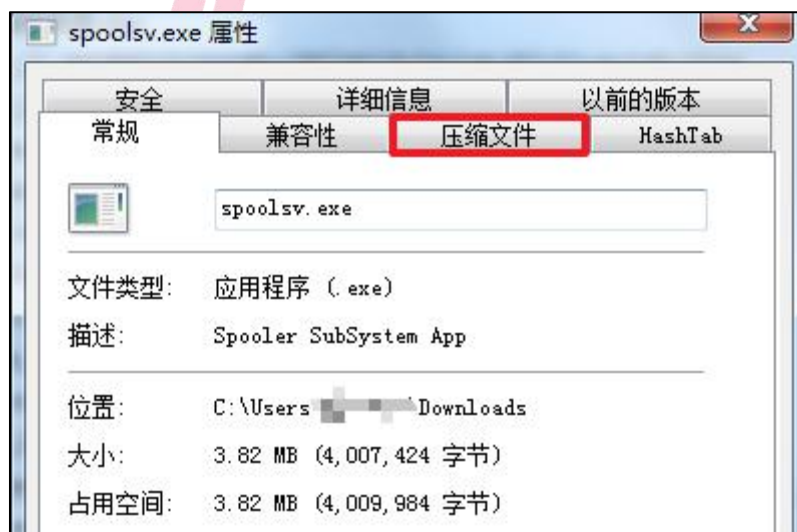 spoolsv.exe 属性
安全 详细信息 以前的版本
常规 兼容性 压缩文件 HashTab
spoolsv.exe
文件类型: 应用程序 (.exe)
描述: Spooler SubSystem App
位置: C:\Users \Downloads
大小: 3.82 MB (4,007,424 字节)
占用空间: 3.82 MB (4,009,984 字节)